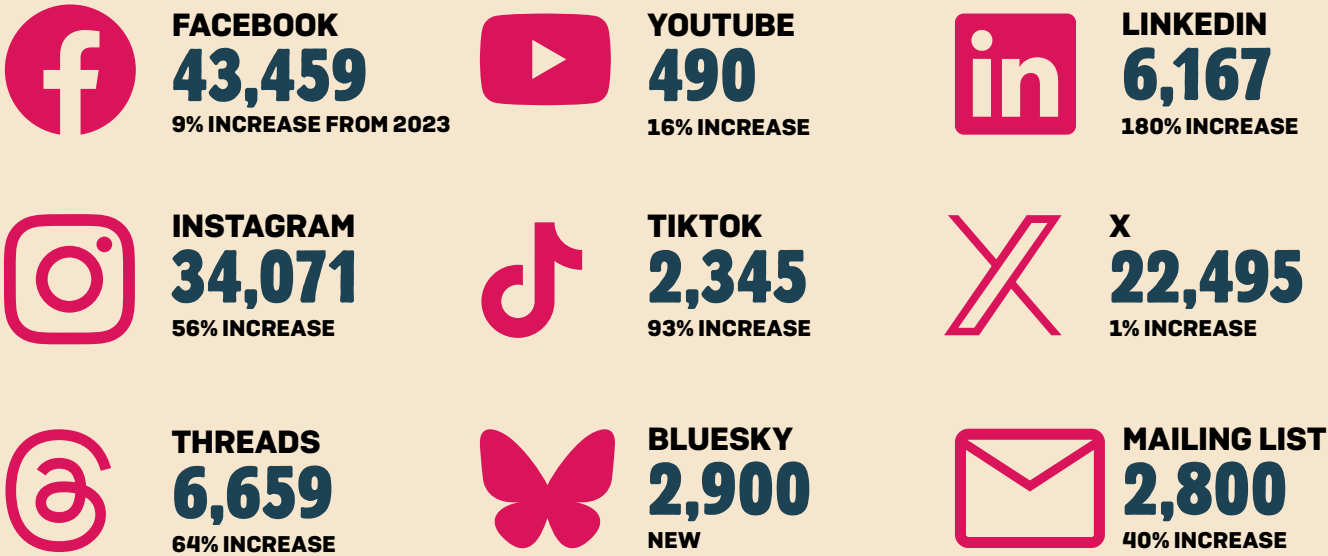 FACEBOOK
43,459
9% INCREASE FROM 2023
YOUTUBE
490
16% INCREASE
LINKEDIN
6,167
180% INCREASE
INSTAGRAM
34,071
56% INCREASE
TIKTOK
2,345
93% INCREASE
X
22,495
1% INCREASE
THREADS
6,659
64% INCREASE
BLUESKY
2,900
NEW
MAILING LIST
2,800
40% INCREASE